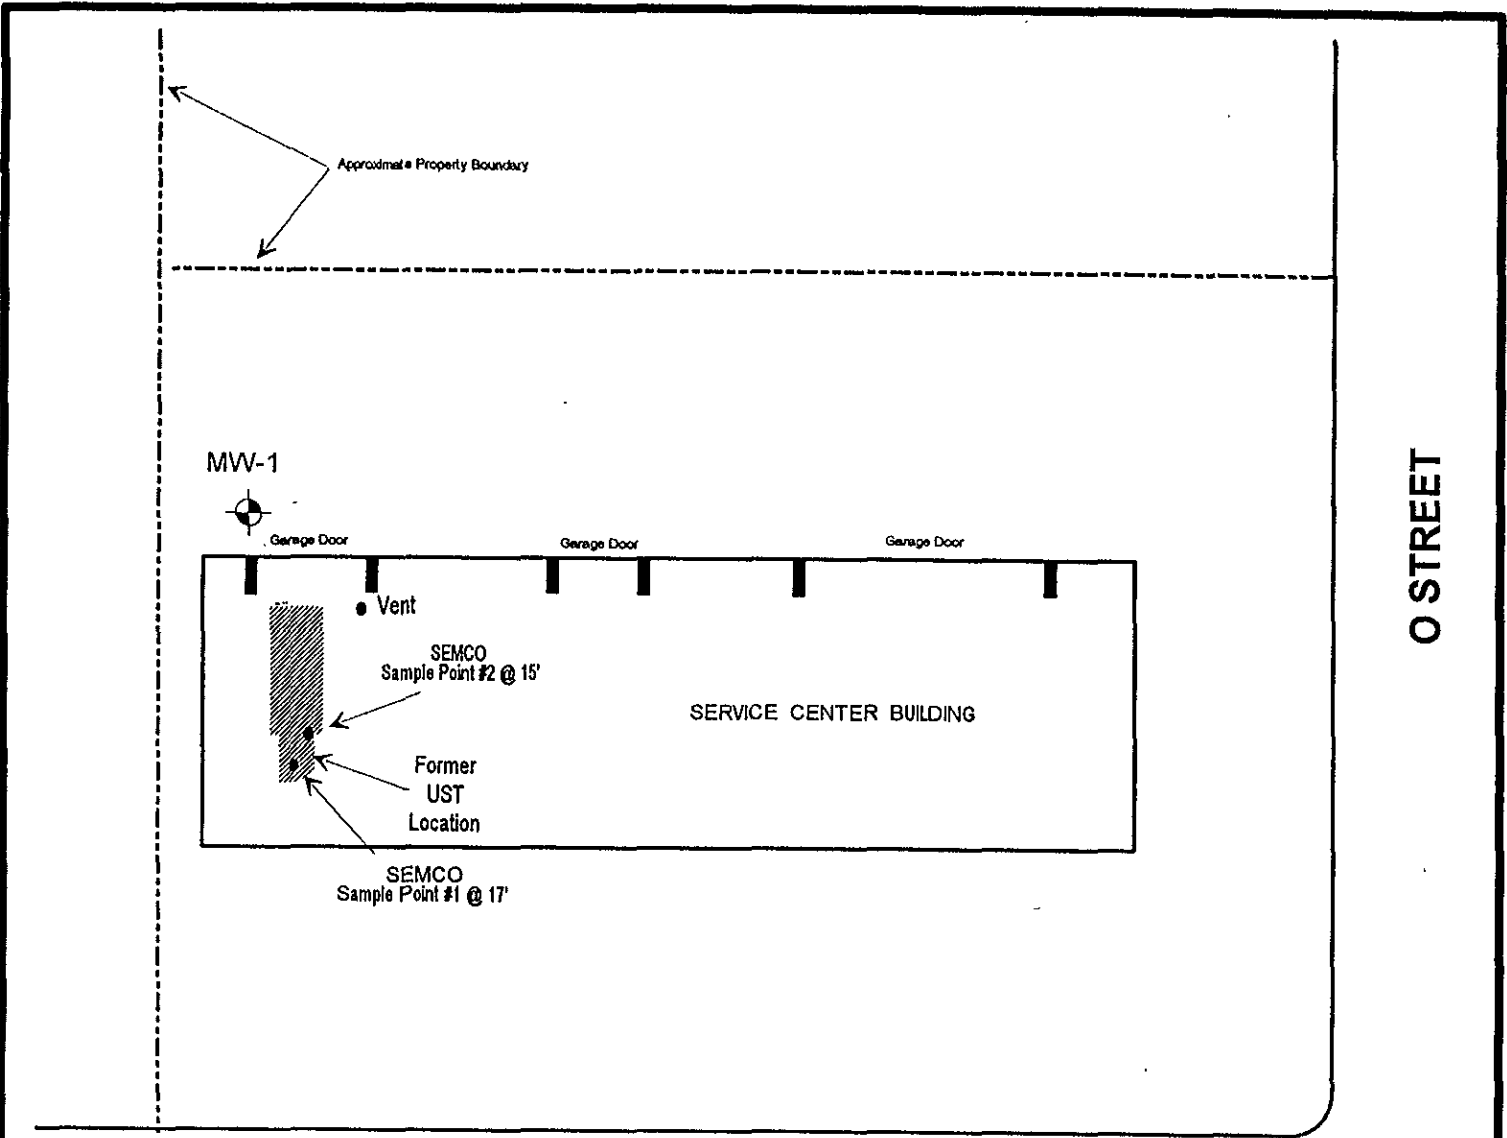 Approximate Property Boundary
MW-1
Garage Door
Garage Door
Garage Door
Vent
SEMCO
Sample Point #2 @ 15'
SERVICE CENTER BUILDING
Former
UST
Location
SEMCO
Sample Point #1 @ 17'
O STREET